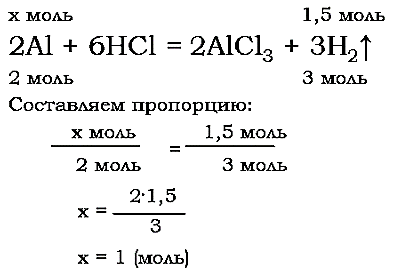 x моль 1,5 моль
2Al + 6HCl = 2AlCl₃ + 3H₂↑
2 моль 3 моль
Составляем пропорцию:
x моль / 2 моль = 1,5 моль / 3 моль
x = 2·1,5 / 3
x = 1 (моль)